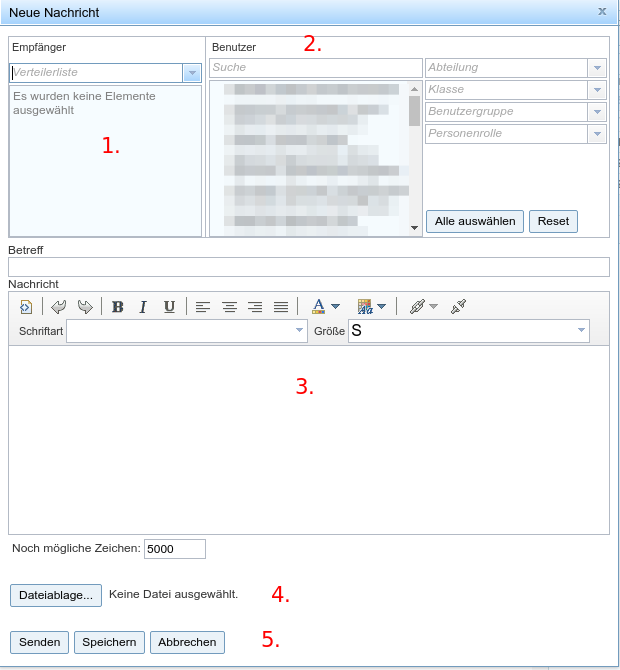 Neue Nachricht x
Empfänger
Benutzer
2.
Verteilerliste
Suche
Abteilung
Es wurden keine Elemente
ausgewählt
Klasse
Benutzergruppe
Personenrolle
1.
Alle auswählen Reset
Betreff
Nachricht
B I U A Aa
Schriftart Größe S
3.
Noch mögliche Zeichen: 5000
Dateiablage... Keine Datei ausgewählt. 4.
Senden Speichern Abbrechen 5.